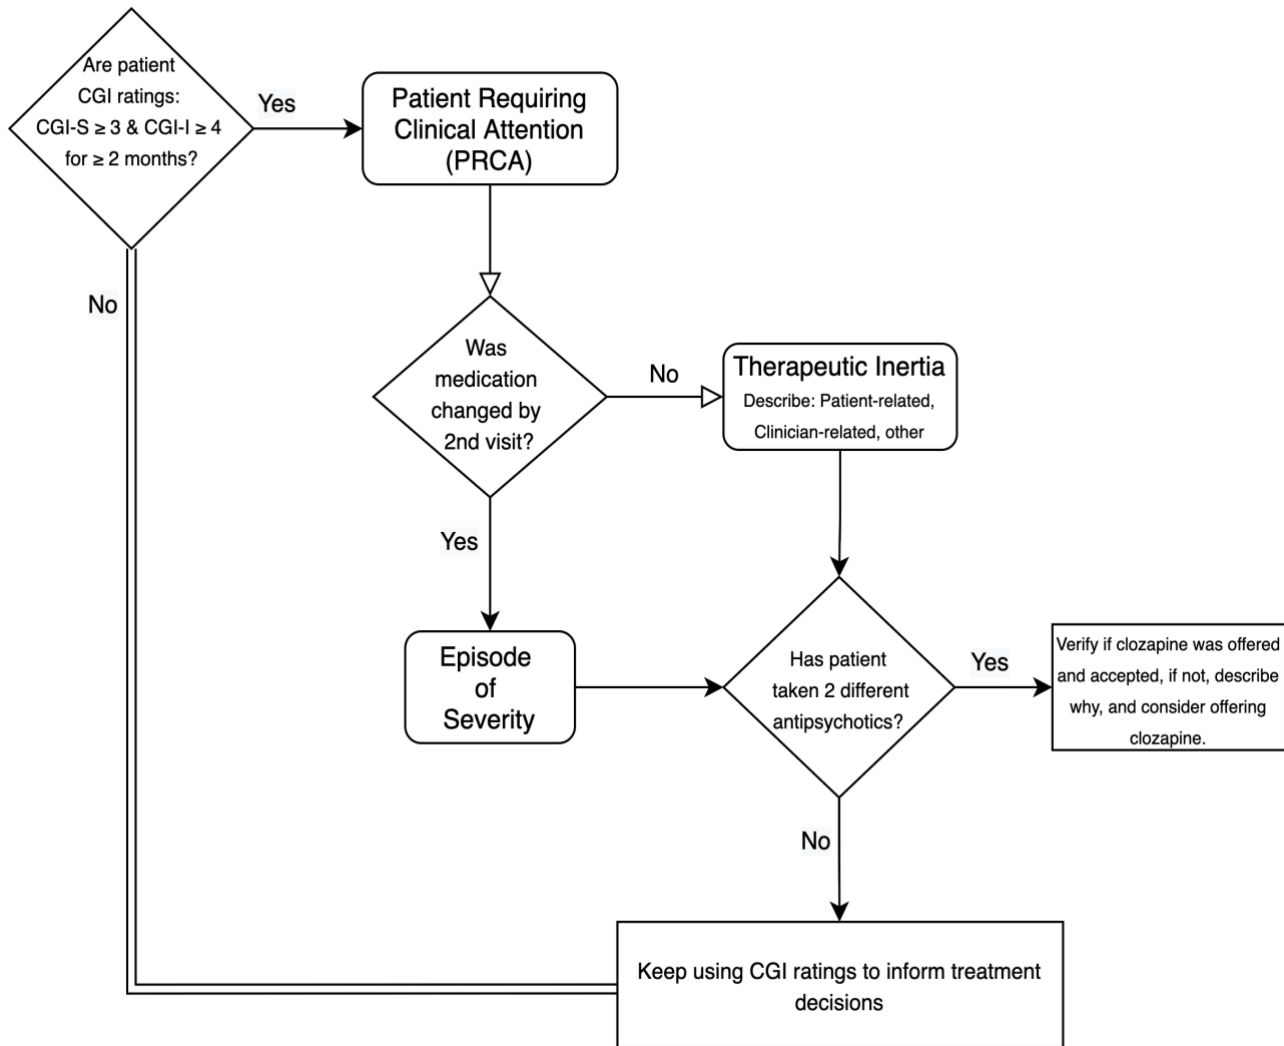 Are patient
CGI ratings:
CGI-S ≥ 3 & CGI-I ≥ 4
for ≥ 2 months?
Yes
Patient Requiring
Clinical Attention
(PRCA)
No
Was
medication
changed by
2nd visit?
No
Therapeutic Inertia
Describe: Patient-related,
Clinician-related, other
Yes
Episode
of
Severity
Has patient
taken 2 different
antipsychotics?
Yes
Verify if clozapine was offered
and accepted, if not, describe
why, and consider offering
clozapine.
No
Keep using CGI ratings to inform treatment
decisions